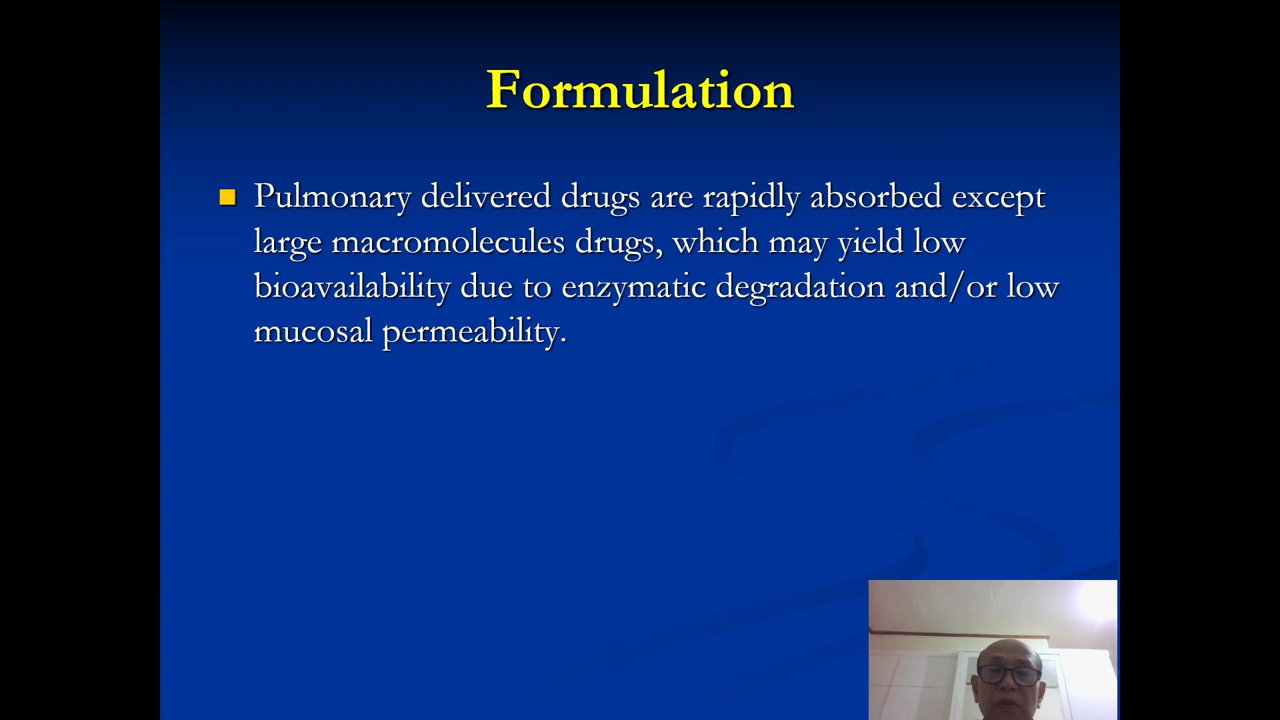 Formulation
Pulmonary delivered drugs are rapidly absorbed except
large macromolecules drugs, which may yield low
bioavailability due to enzymatic degradation and/or low
mucosal permeability.